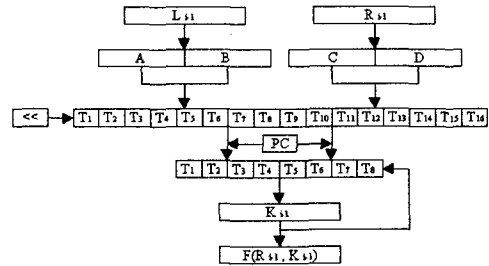 L i-1 R i-1
A B C D
<< T1 T2 T3 T4 T5 T6 T7 T8 T9 T10 T11 T12 T13 T14 T15 T16
PC
T1 T2 T3 T4 T5 T6 T7 T8
K i-1
F(R i-1, K i-1)